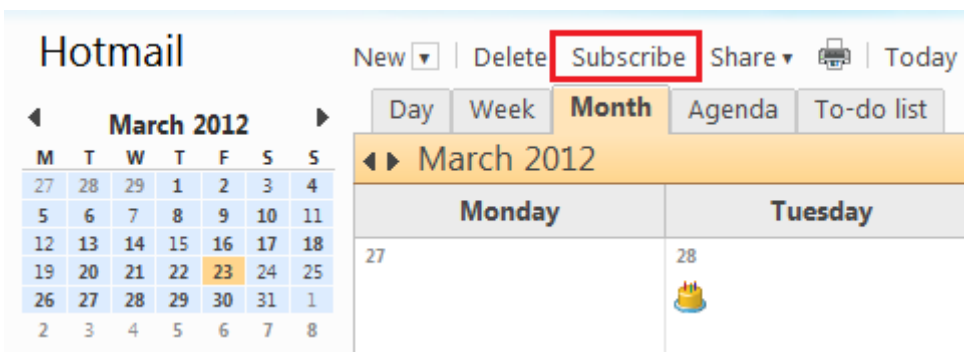 Hotmail
New Delete Subscribe Share Today
Day Week Month Agenda To-do list
March 2012
M T W T F S S
27 28 29 1 2 3 4
5 6 7 8 9 10 11
12 13 14 15 16 17 18
19 20 21 22 23 24 25
26 27 28 29 30 31 1
2 3 4 5 6 7 8
March 2012
Monday Tuesday
27 28